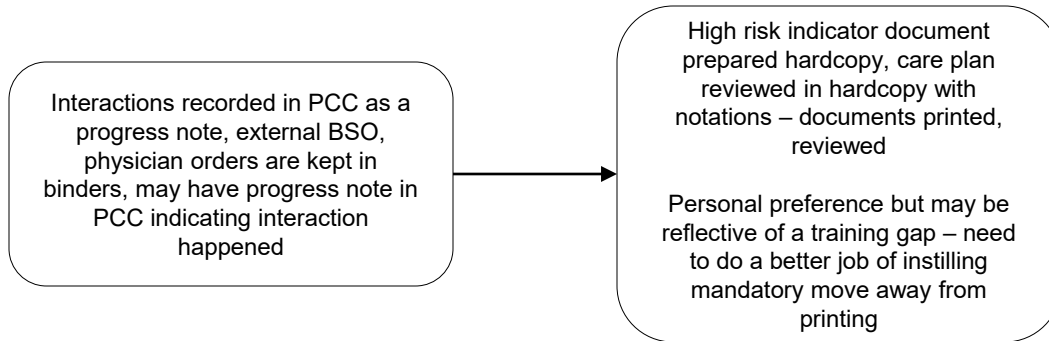 Interactions recorded in PCC as a
progress note, external BSO,
physician orders are kept in
binders, may have progress note in
PCC indicating interaction
happened
High risk indicator document
prepared hardcopy, care plan
reviewed in hardcopy with
notations – documents printed,
reviewed
Personal preference but may be
reflective of a training gap – need
to do a better job of instilling
mandatory move away from
printing